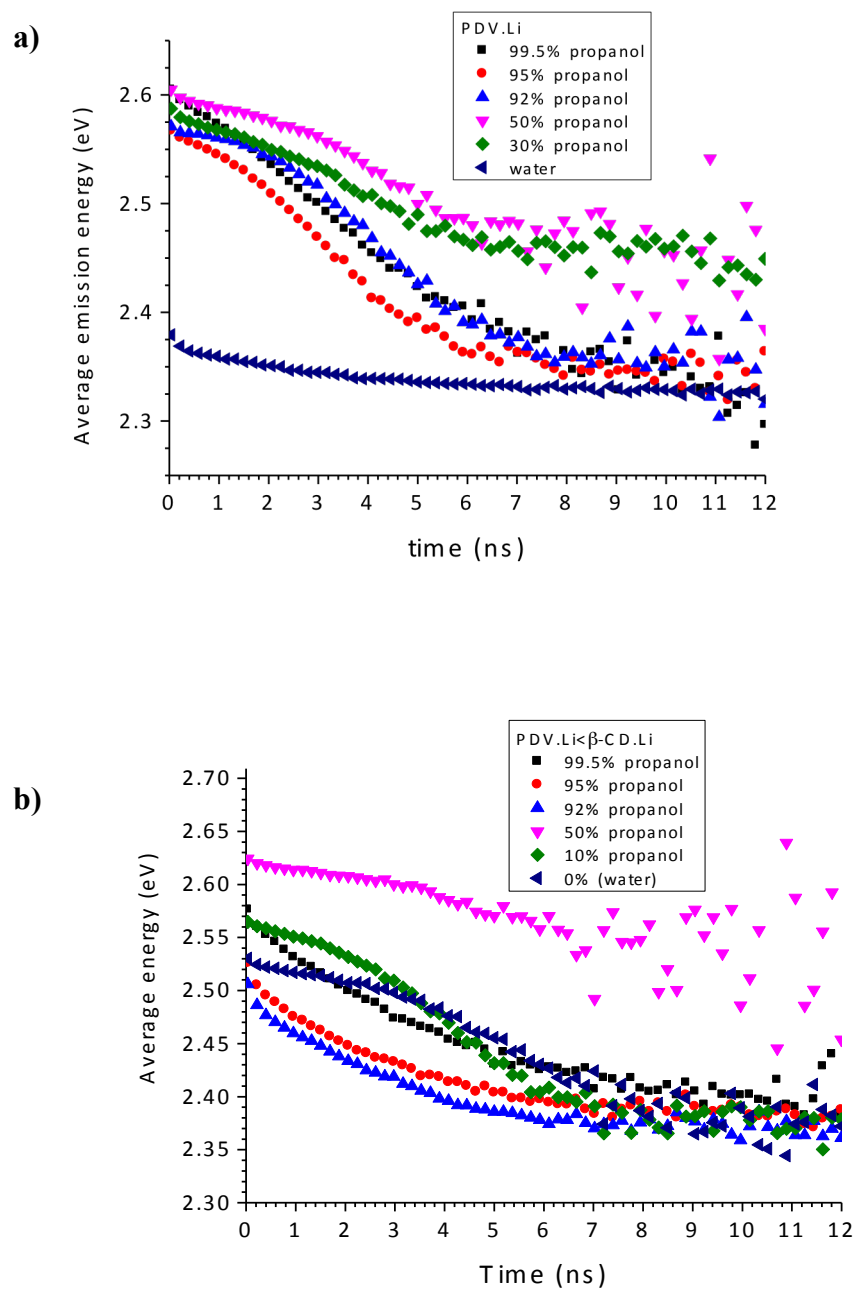 a)
PDV.Li
99.5% propanol
95% propanol
92% propanol
50% propanol
30% propanol
water
Average emission energy (eV)
2.6
2.5
2.4
2.3
0 1 2 3 4 5 6 7 8 9 10 11 12
time (ns)
b)
PDV.Li<β-CD.Li
99.5% propanol
95% propanol
92% propanol
50% propanol
10% propanol
0% (water)
Average energy (eV)
2.70
2.65
2.60
2.55
2.50
2.45
2.40
2.35
2.30
0 1 2 3 4 5 6 7 8 9 10 11 12
Time (ns)